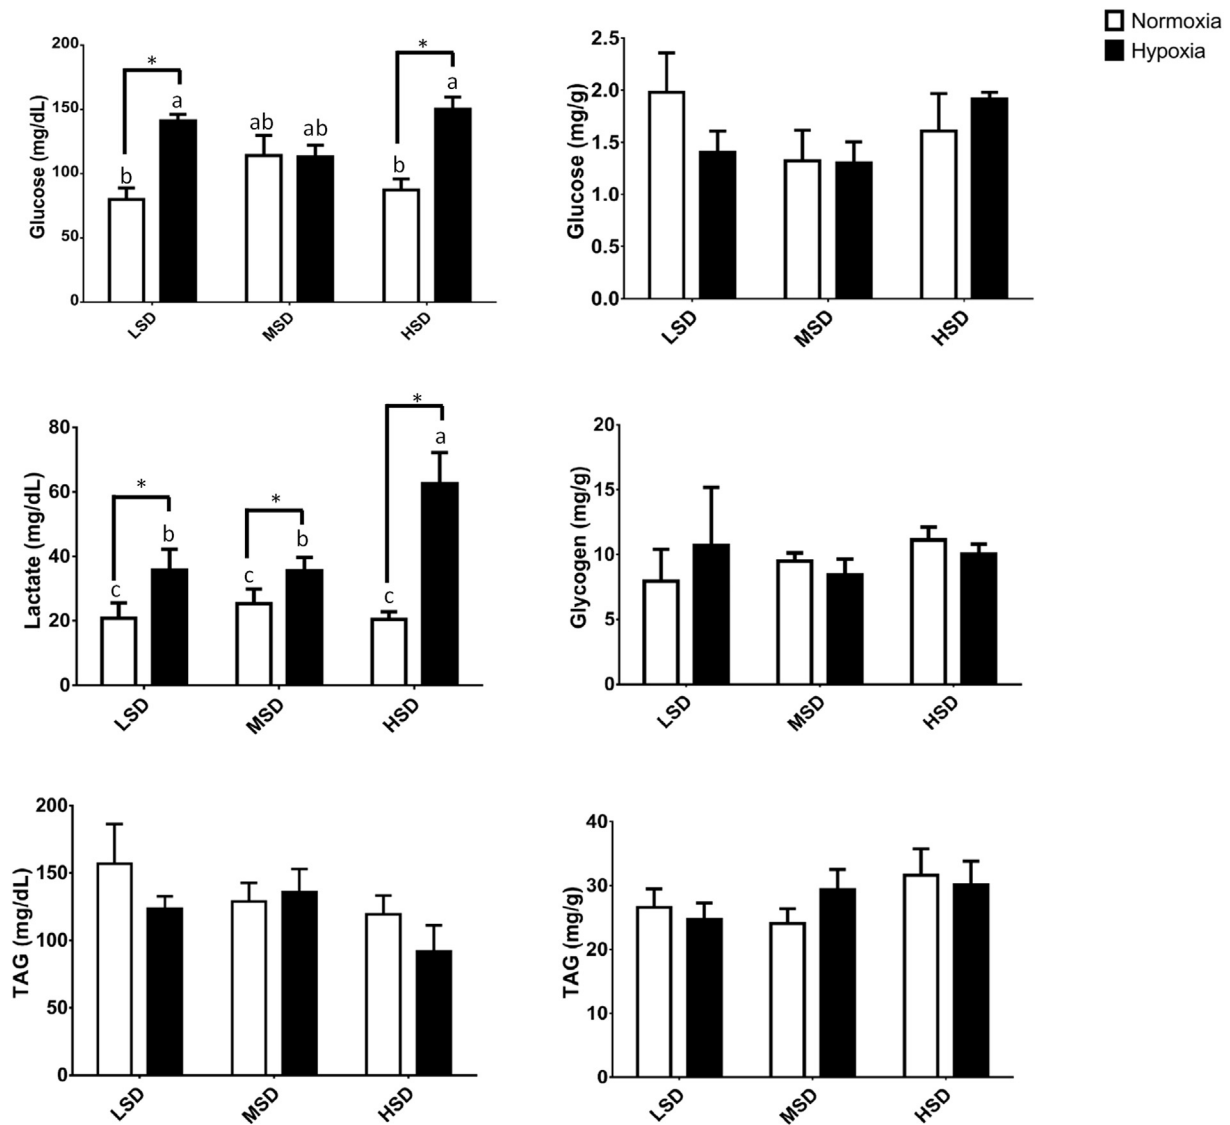 Normoxia
Hypoxia
Glucose (mg/dL)
200
150
100
50
0
*
*
b
a
ab
ab
b
a
LSD
MSD
HSD
Glucose (mg/g)
2.5
2.0
1.5
1.0
0.5
0.0
LSD
MSD
HSD
Lactate (mg/dL)
80
60
40
20
0
*
*
*
c
b
c
b
c
a
LSD
MSD
HSD
Glycogen (mg/g)
20
15
10
5
0
LSD
MSD
HSD
TAG (mg/dL)
200
150
100
50
0
LSD
MSD
HSD
TAG (mg/g)
40
30
20
10
0
LSD
MSD
HSD